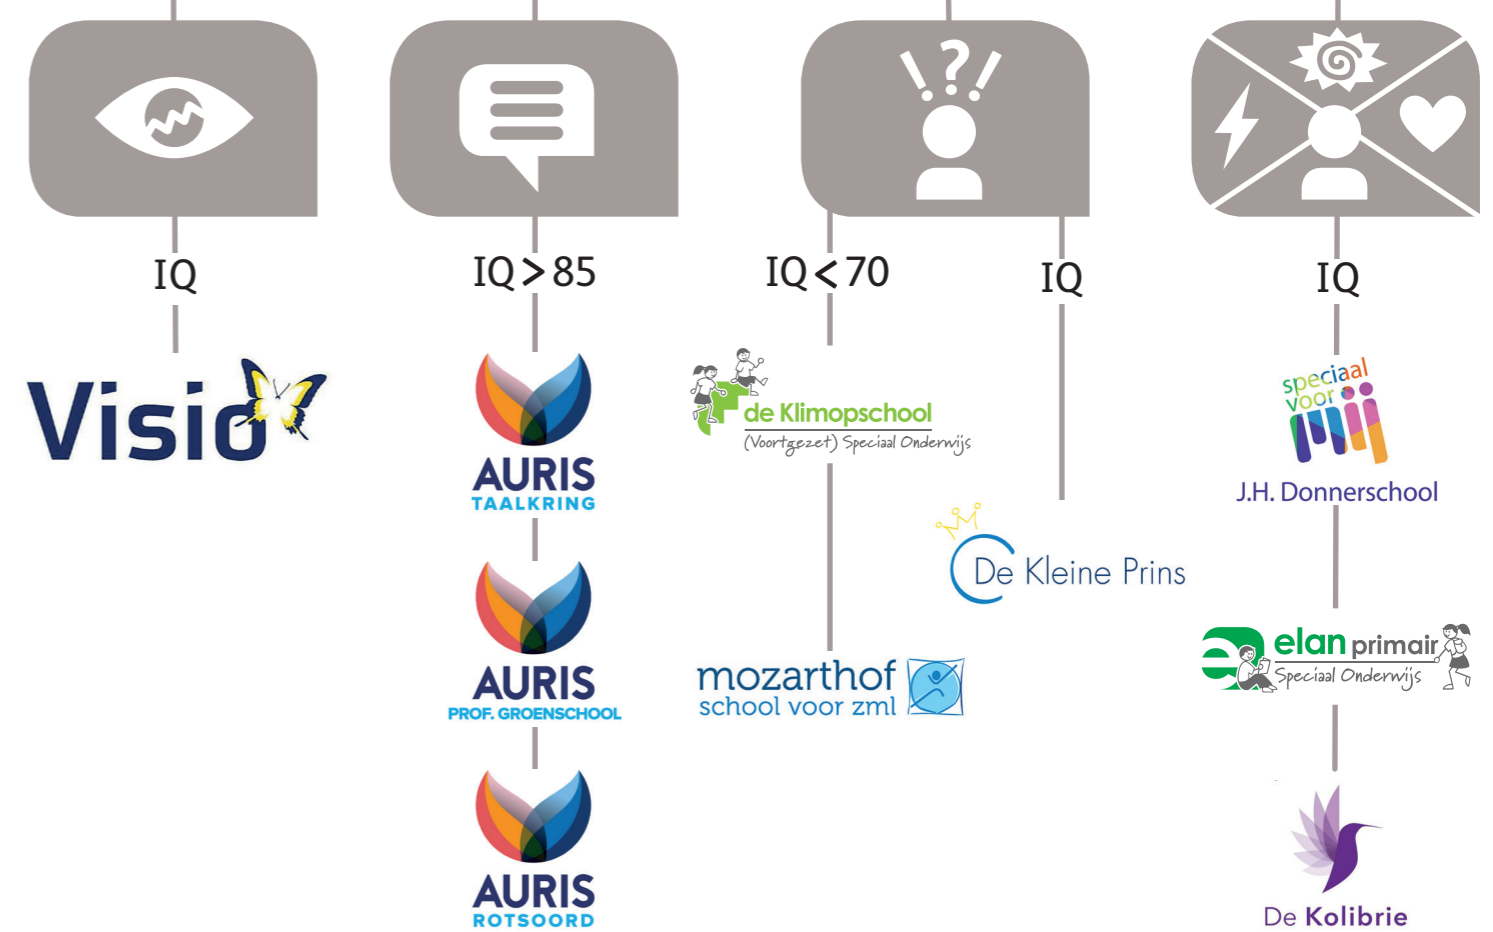 ! ? !
IQ
IQ > 85
IQ < 70
IQ
IQ
Visio
AURIS
TAALKRING
AURIS
PROF. GROENSCHOOL
AURIS
ROTSOORD
de Klimopschool
(Voortgezet) Speciaal Onderwijs
mozarthof
school voor zml
De Kleine Prins
speciaal
voor
mij
J.H. Donnerschool
elan primair
Speciaal Onderwijs
De Kolibrie